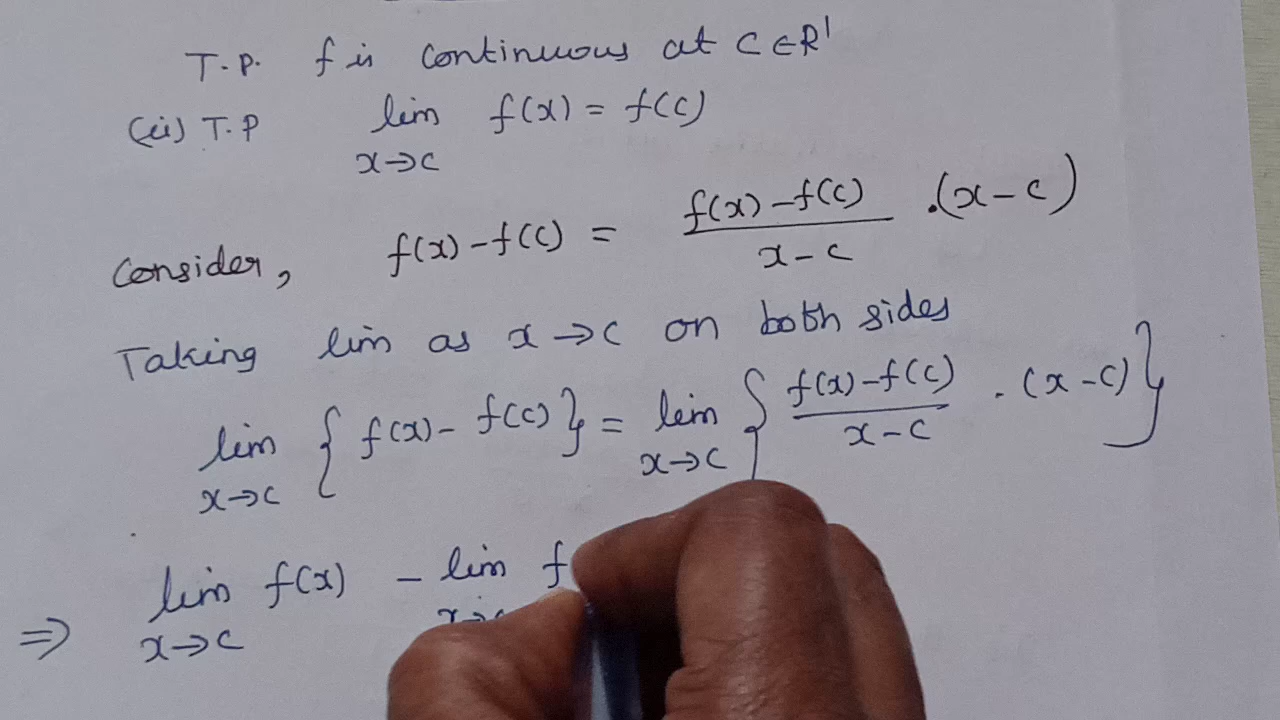 T.P. f is continuous at c ∈ R¹
(ii) T.P lim f(x) = f(c)
x→c
Consider, f(x) - f(c) = f(x) - f(c) / x - c .(x - c)
Taking lim as x→c on both sides
lim { f(x) - f(c) } = lim { f(x) - f(c) / x - c . (x - c) }
x→c x→c
⇒ lim f(x) - lim f
x→c x→c